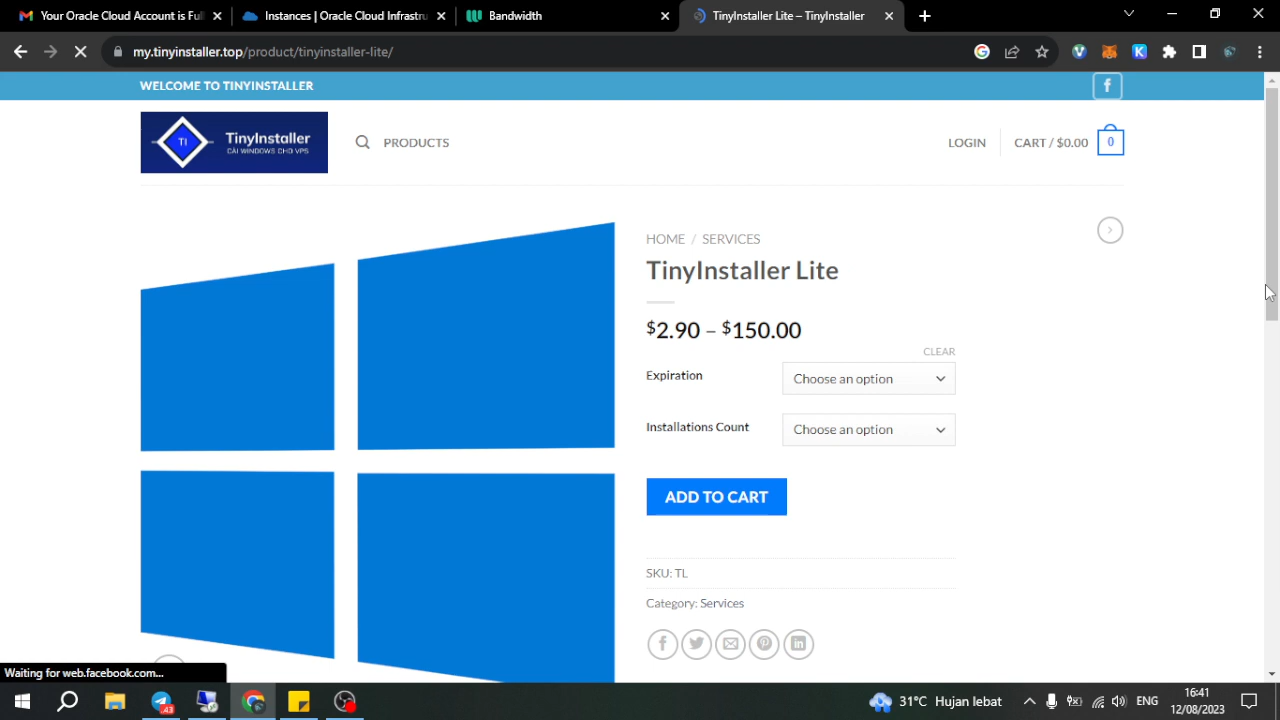 Your Oracle Cloud Account is Ful
Instances | Oracle Cloud Infrastru
Bandwidth
TinyInstaller Lite – TinyInstaller
my.tinyinstaller.top/product/tinyinstaller-lite/
WELCOME TO TINYINSTALLER
TI
TinyInstaller
CÀI WINDOWS CHO VPS
PRODUCTS
LOGIN
CART / $0.00
0
HOME / SERVICES
TinyInstaller Lite
$2.90 – $150.00
CLEAR
Expiration
Choose an option
Installations Count
Choose an option
ADD TO CART
SKU: TL
Category: Services
Waiting for web.facebook.com...
43
31°C Hujan lebat
ENG
16:41
12/08/2023